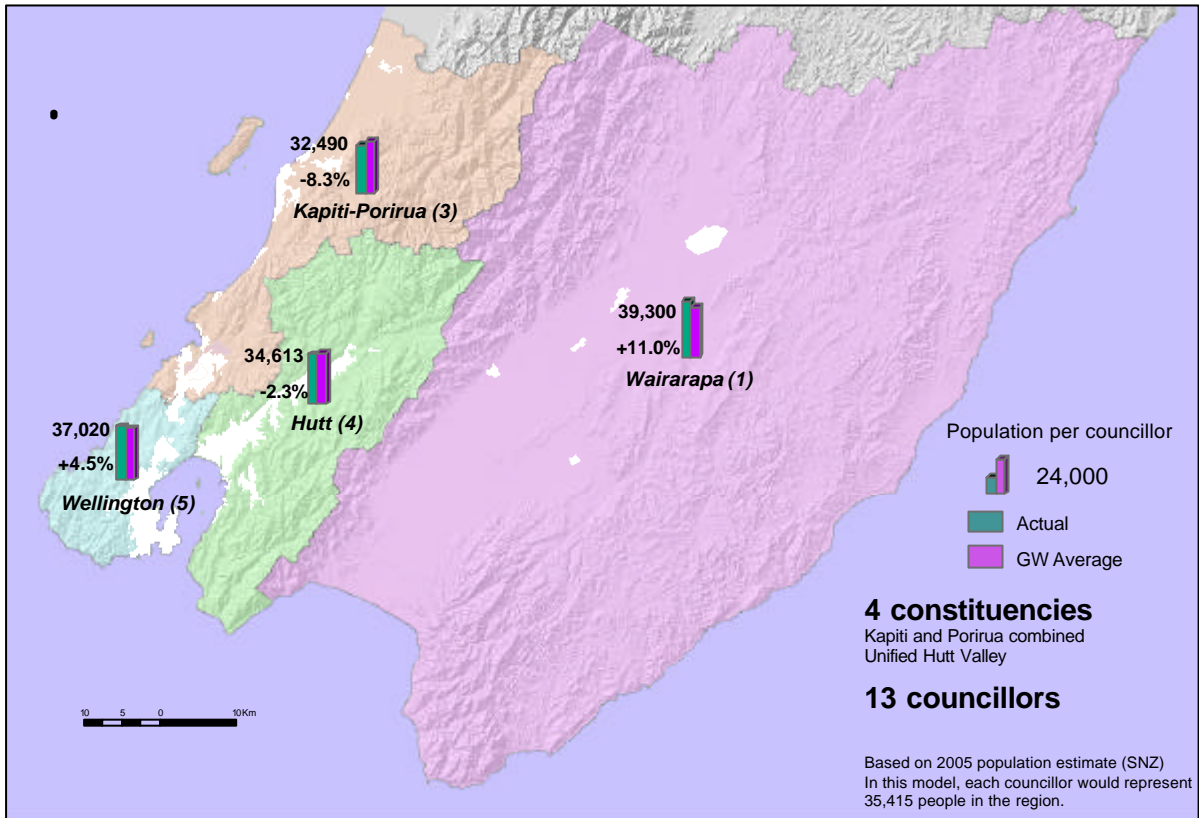 32,490
-8.3%
Kapiti-Porirua (3)
39,300
+11.0%
Wairarapa (1)
34,613
-2.3%
Hutt (4)
37,020
+4.5%
Wellington (5)
Population per councillor
24,000
Actual
GW Average
4 constituencies
Kapiti and Porirua combined
Unified Hutt Valley
13 councillors
10 5 0 10Km
Based on 2005 population estimate (SNZ)
In this model, each councillor would represent
35,415 people in the region.